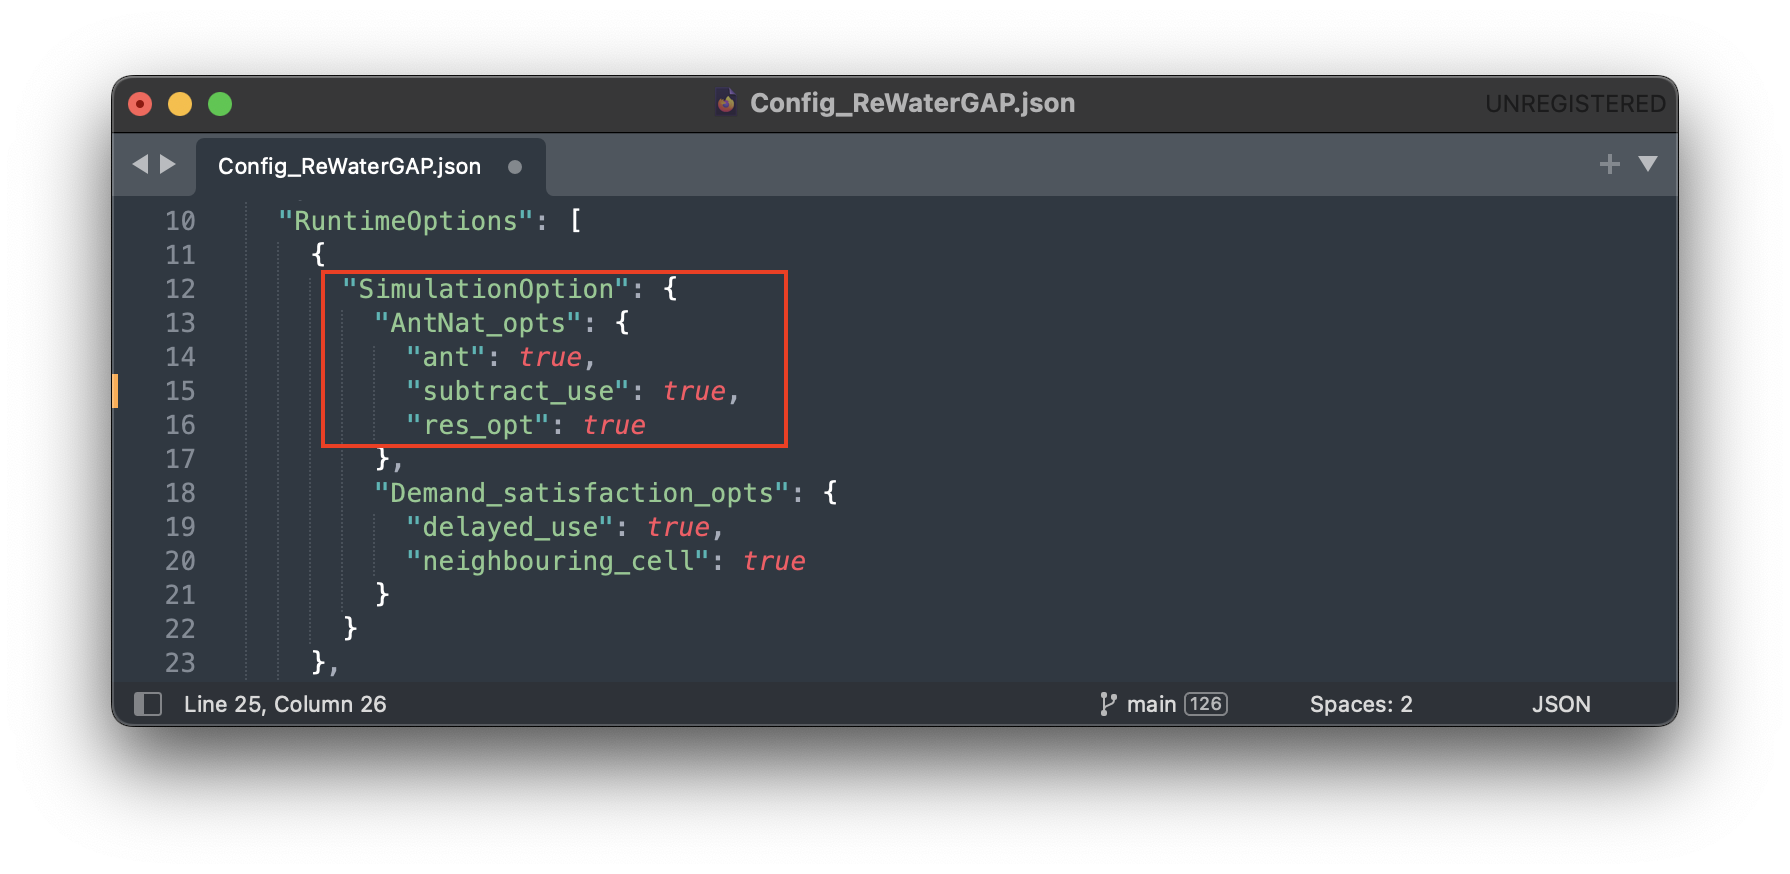 Config_ReWaterGAP.json
UNREGISTERED
Config_ReWaterGAP.json
10 "RuntimeOptions": [
11 {
12 "SimulationOption": {
13 "AntNat_opts": {
14 "ant": true,
15 "subtract_use": true,
16 "res_opt": true
17 },
18 "Demand_satisfaction_opts": {
19 "delayed_use": true,
20 "neighbouring_cell": true
21 }
22 }
23 },
Line 25, Column 26
main 126
Spaces: 2
JSON